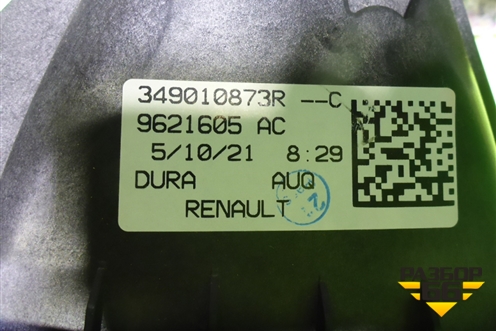 349010873R --C
9621605 AC
5/10/21 8:29
DURA AUQ
RENAULT
РАЗБОР